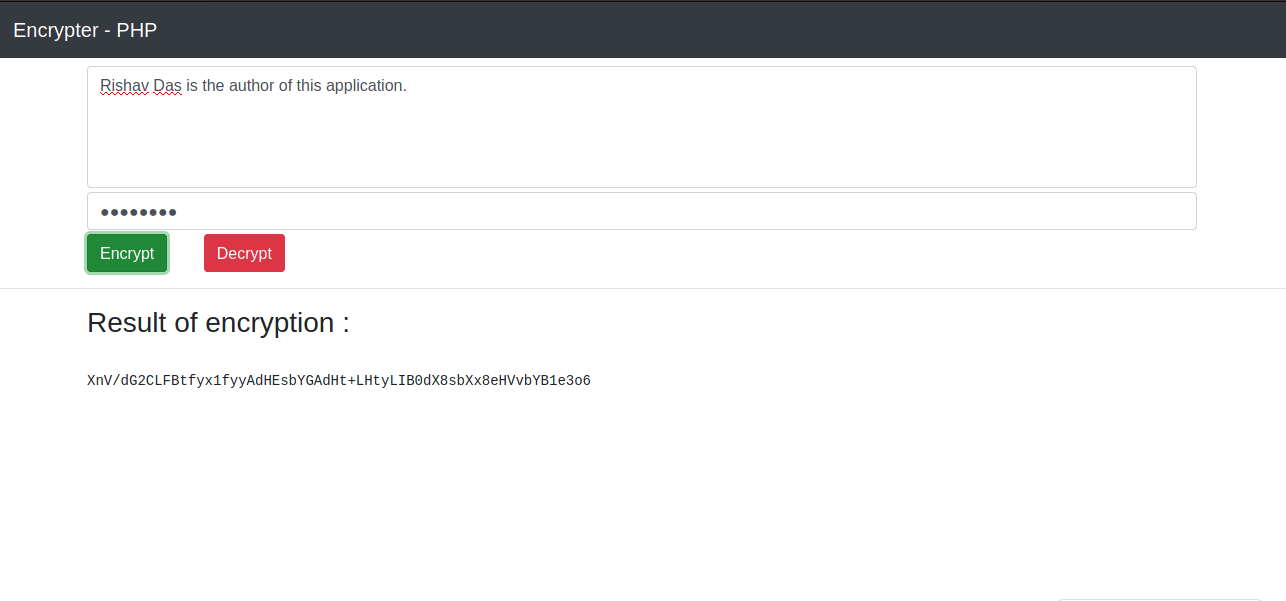 Encrypter - PHP
Rishav Das is the author of this application.
••••••••
Encrypt Decrypt
Result of encryption :
XnV/dG2CLFBtfyx1fyyAdHEsbYGAdHt+LHtyLIB0dX8sbXx8eHVvbYB1e3o6